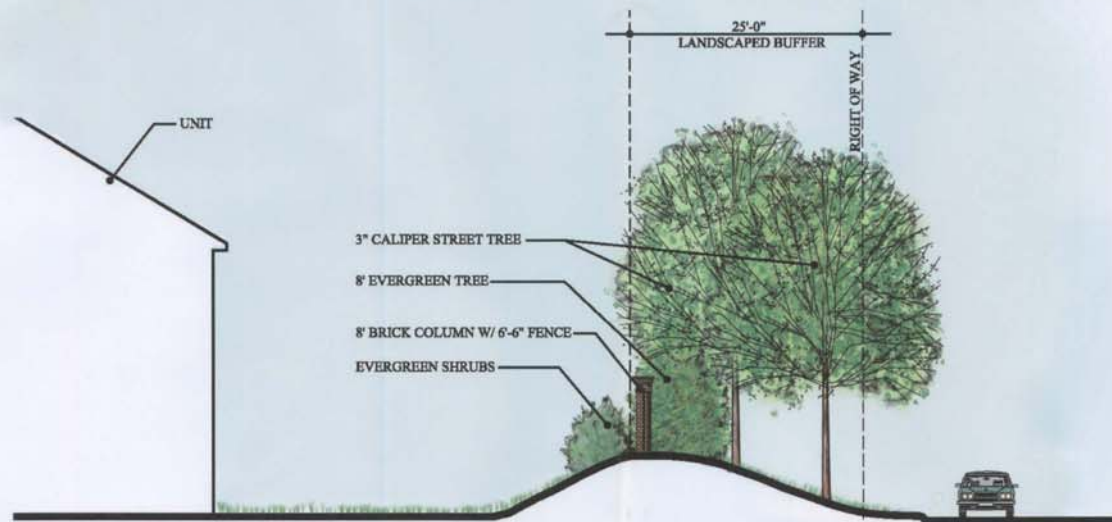 25'-0"
LANDSCAPED BUFFER
RIGHT OF WAY
UNIT
3" CALIPER STREET TREE
8' EVERGREEN TREE
8' BRICK COLUMN W/ 6'-6" FENCE
EVERGREEN SHRUBS